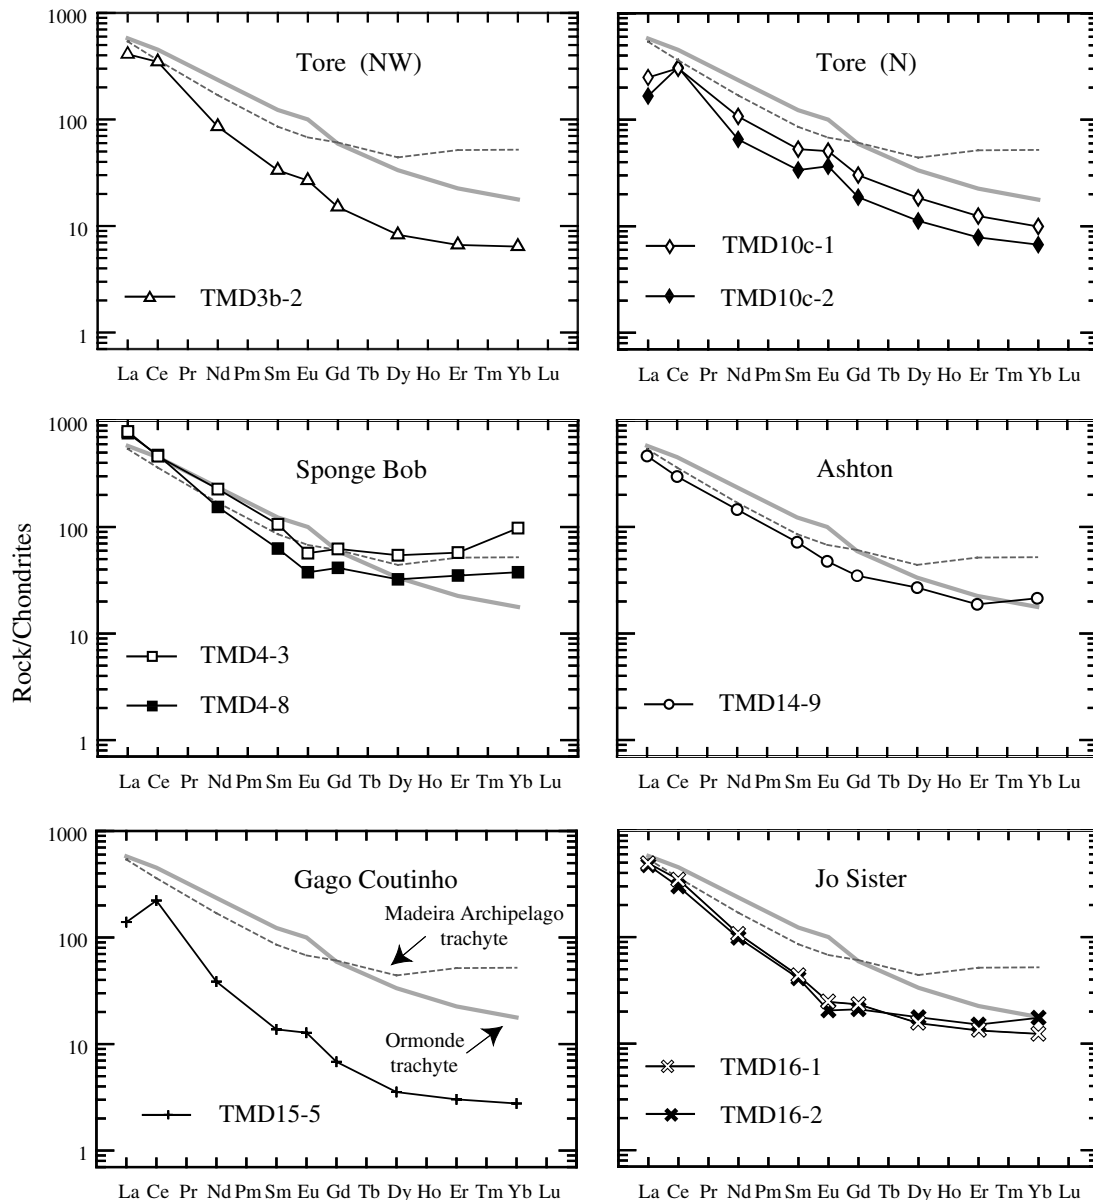 1000
100
10
1
Tore (NW)
TMD3b-2
La Ce Pr Nd Pm Sm Eu Gd Tb Dy Ho Er Tm Yb Lu
Tore (N)
TMD10c-1
TMD10c-2
La Ce Pr Nd Pm Sm Eu Gd Tb Dy Ho Er Tm Yb Lu
Rock/Chondrites
1000
100
10
1
Sponge Bob
TMD4-3
TMD4-8
La Ce Pr Nd Pm Sm Eu Gd Tb Dy Ho Er Tm Yb Lu
Ashton
TMD14-9
La Ce Pr Nd Pm Sm Eu Gd Tb Dy Ho Er Tm Yb Lu
1000
100
10
1
Gago Coutinho
Madeira Archipelago
trachyte
Ormonde
trachyte
TMD15-5
La Ce Pr Nd Pm Sm Eu Gd Tb Dy Ho Er Tm Yb Lu
Jo Sister
TMD16-1
TMD16-2
La Ce Pr Nd Pm Sm Eu Gd Tb Dy Ho Er Tm Yb Lu